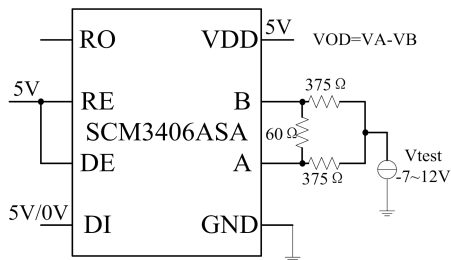 RO
VDD
5V
VOD=VA-VB
5V
RE
B
375 Ω
SCM3406ASA
60 Ω
DE
A
375 Ω
Vtest
-7~12V
5V/0V
DI
GND